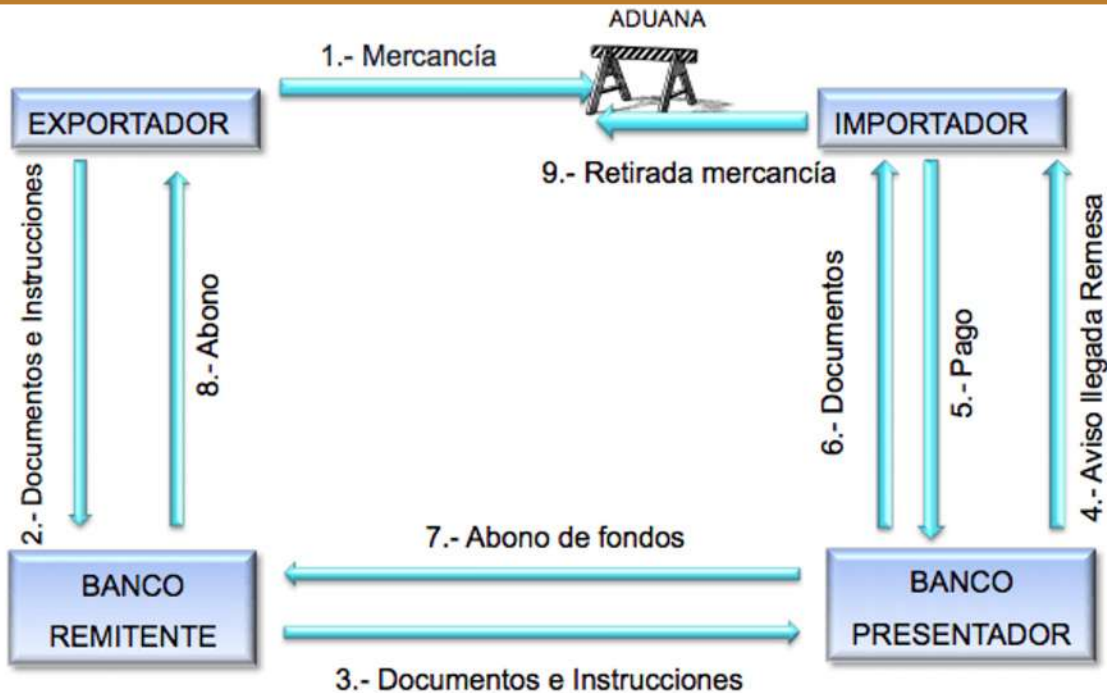 ADUANA
1.- Mercancía
EXPORTADOR
IMPORTADOR
9.- Retirada mercancía
2.- Documentos e Instrucciones
8.- Abono
6.- Documentos
5.- Pago
4.- Aviso llegada Remesa
7.- Abono de fondos
BANCO
REMITENTE
BANCO
PRESENTADOR
3.- Documentos e Instrucciones